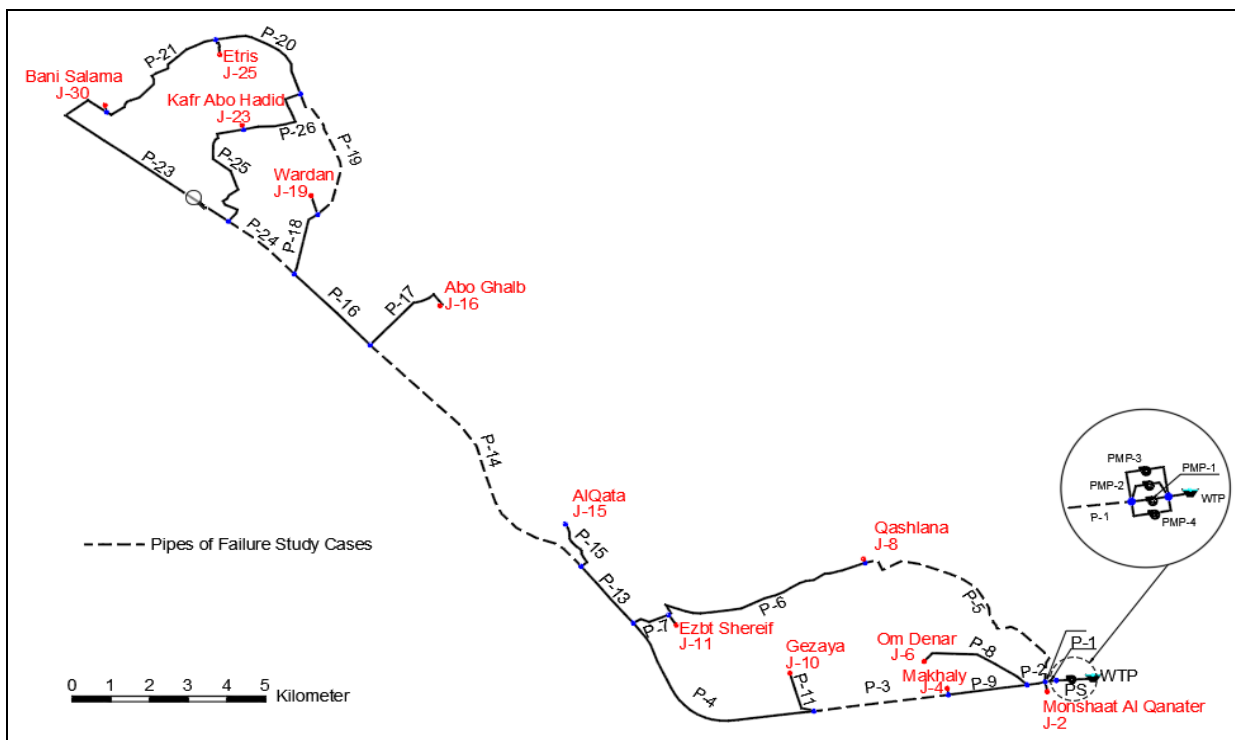 P-20
P-21
Etris
J-25
Bani Salama
J-30
Kafr Abo Hadid
J-23
P-26
P-19
P-25
P-23
Wardan
J-19
P-24
P-18
Abo Ghalb
J-16
P-17
P-16
P-14
PMP-3
PMP-1
PMP-2
WTP
P-1
PMP-4
AlQata
J-15
Qashlana
J-8
Pipes of Failure Study Cases
P-15
P-13
P-6
P-5
P-7
Ezbt Shereif
J-11
Gezaya
J-10
Om Denar
J-6
P-8
P-1
P-2
WTP
PS
Makhaly
J-4
P-9
P-11
P-3
P-4
Monshaat Al Qanater
J-2
0 1 2 3 4 5 Kilometer